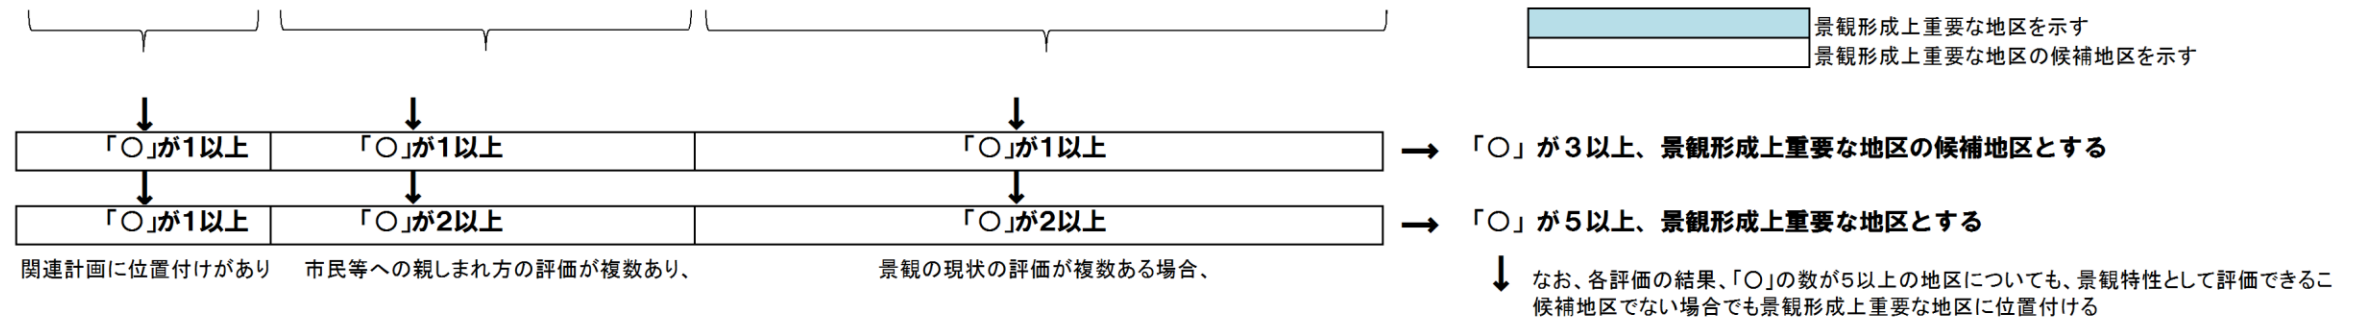 景観形成上重要な地区を示す
景観形成上重要な地区の候補地区を示す
↓ ↓ ↓
「○」が1以上 「○」が1以上 「○」が1以上 → 「○」が3以上、景観形成上重要な地区の候補地区とする
↓ ↓ ↓
「○」が1以上 「○」が2以上 「○」が2以上 → 「○」が5以上、景観形成上重要な地区とする
関連計画に位置付けがあり 市民等への親しまれ方の評価が複数あり、 景観の現状の評価が複数ある場合、
↓ なお、各評価の結果、「○」の数が5以上の地区についても、景観特性として評価できるこ
候補地区でない場合でも景観形成上重要な地区に位置付ける